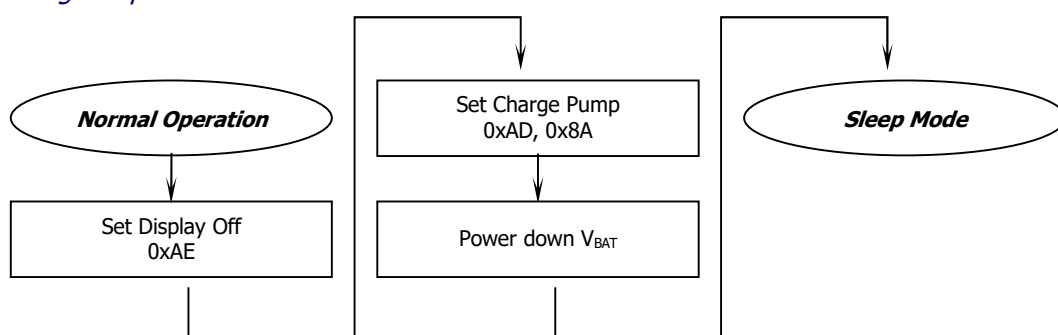 Normal Operation
Set Display Off
0xAE
Set Charge Pump
0xAD, 0x8A
Power down VBAT
Sleep Mode